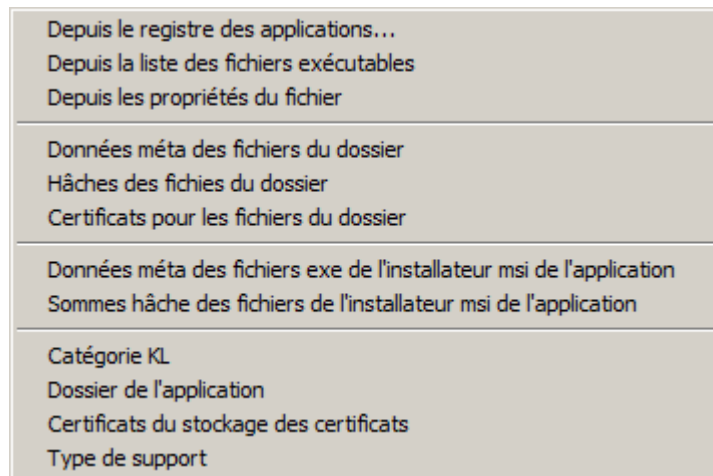 Depuis le registre des applications...
Depuis la liste des fichiers exécutables
Depuis les propriétés du fichier
Données méta des fichiers du dossier
Hâches des fichies du dossier
Certificats pour les fichiers du dossier
Données méta des fichiers exe de l'installateur msi de l'application
Sommes hâche des fichiers de l'installateur msi de l'application
Catégorie KL
Dossier de l'application
Certificats du stockage des certificats
Type de support